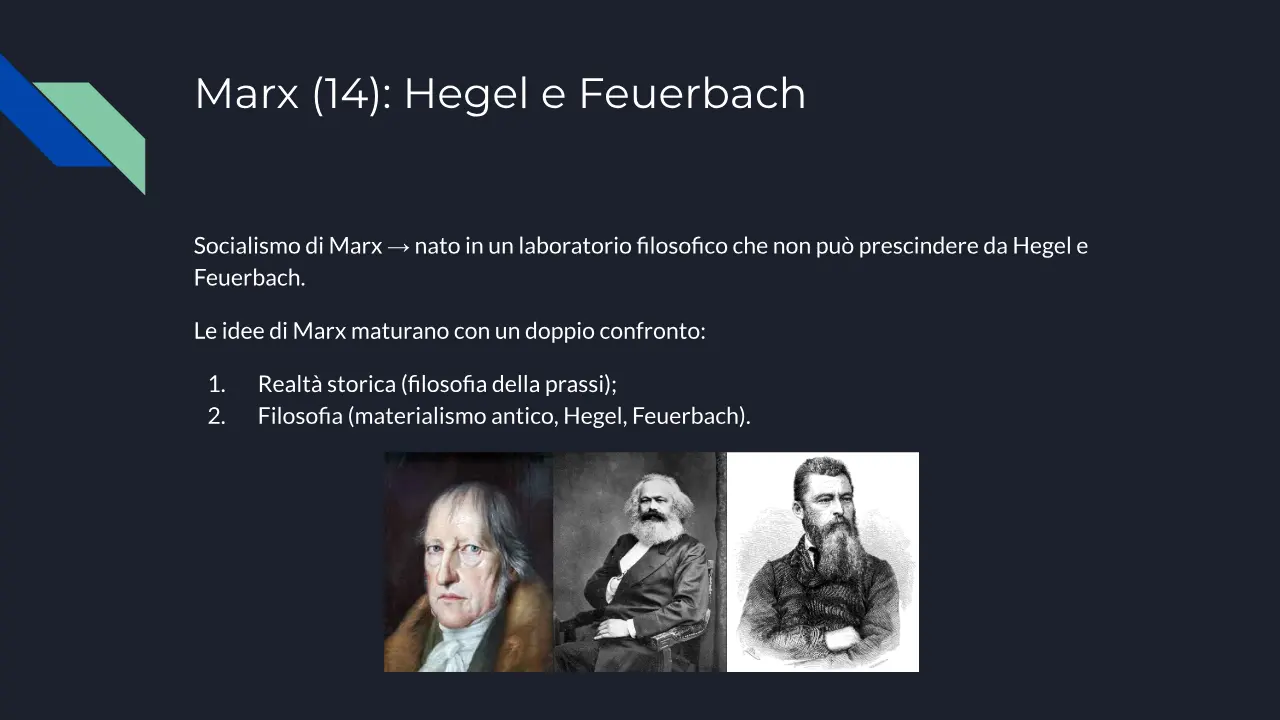 Marx (14): Hegel e Feuerbach
Socialismo di Marx → nato in un laboratorio filosofico che non può prescindere da Hegel e
Feuerbach.
Le idee di Marx maturano con un doppio confronto:
1. Realtà storica (filosofia della prassi);
2. Filosofia (materialismo antico, Hegel, Feuerbach).